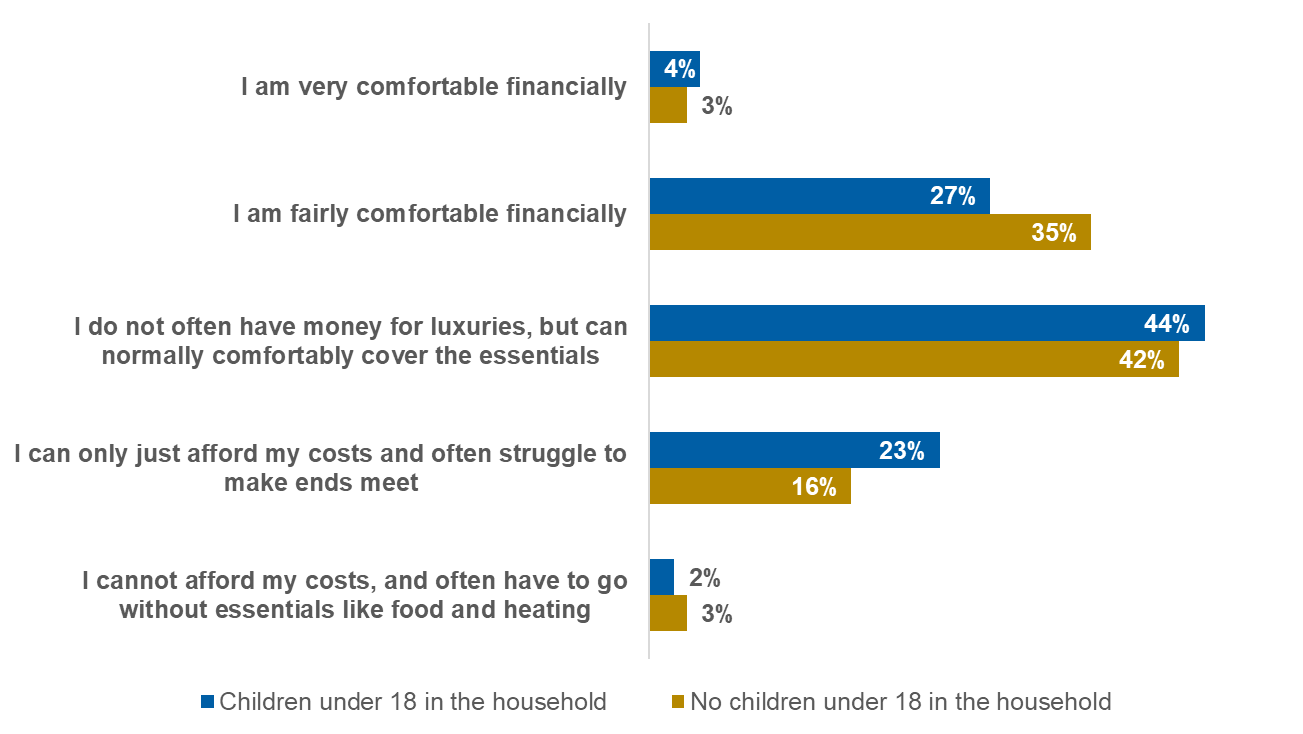 I am very comfortable financially
4%
3%
I am fairly comfortable financially
27%
35%
I do not often have money for luxuries, but can
normally comfortably cover the essentials
44%
42%
I can only just afford my costs and often struggle to
make ends meet
23%
16%
I cannot afford my costs, and often have to go
without essentials like food and heating
2%
3%
Children under 18 in the household
No children under 18 in the household